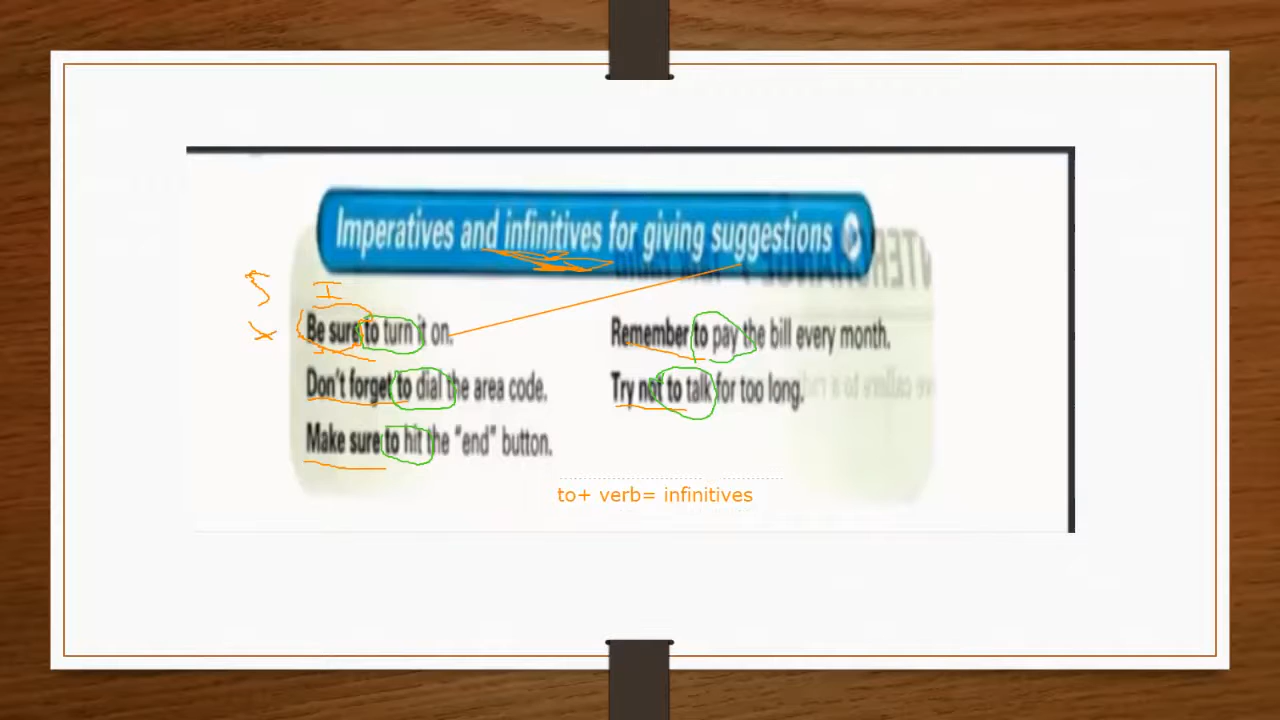 Imperatives and infinitives for giving suggestions
S
I
X
Be sure to turn it on.
Don't forget to dial the area code.
Make sure to hit the "end" button.
Remember to pay the bill every month.
Try not to talk for too long.
to+ verb= infinitives